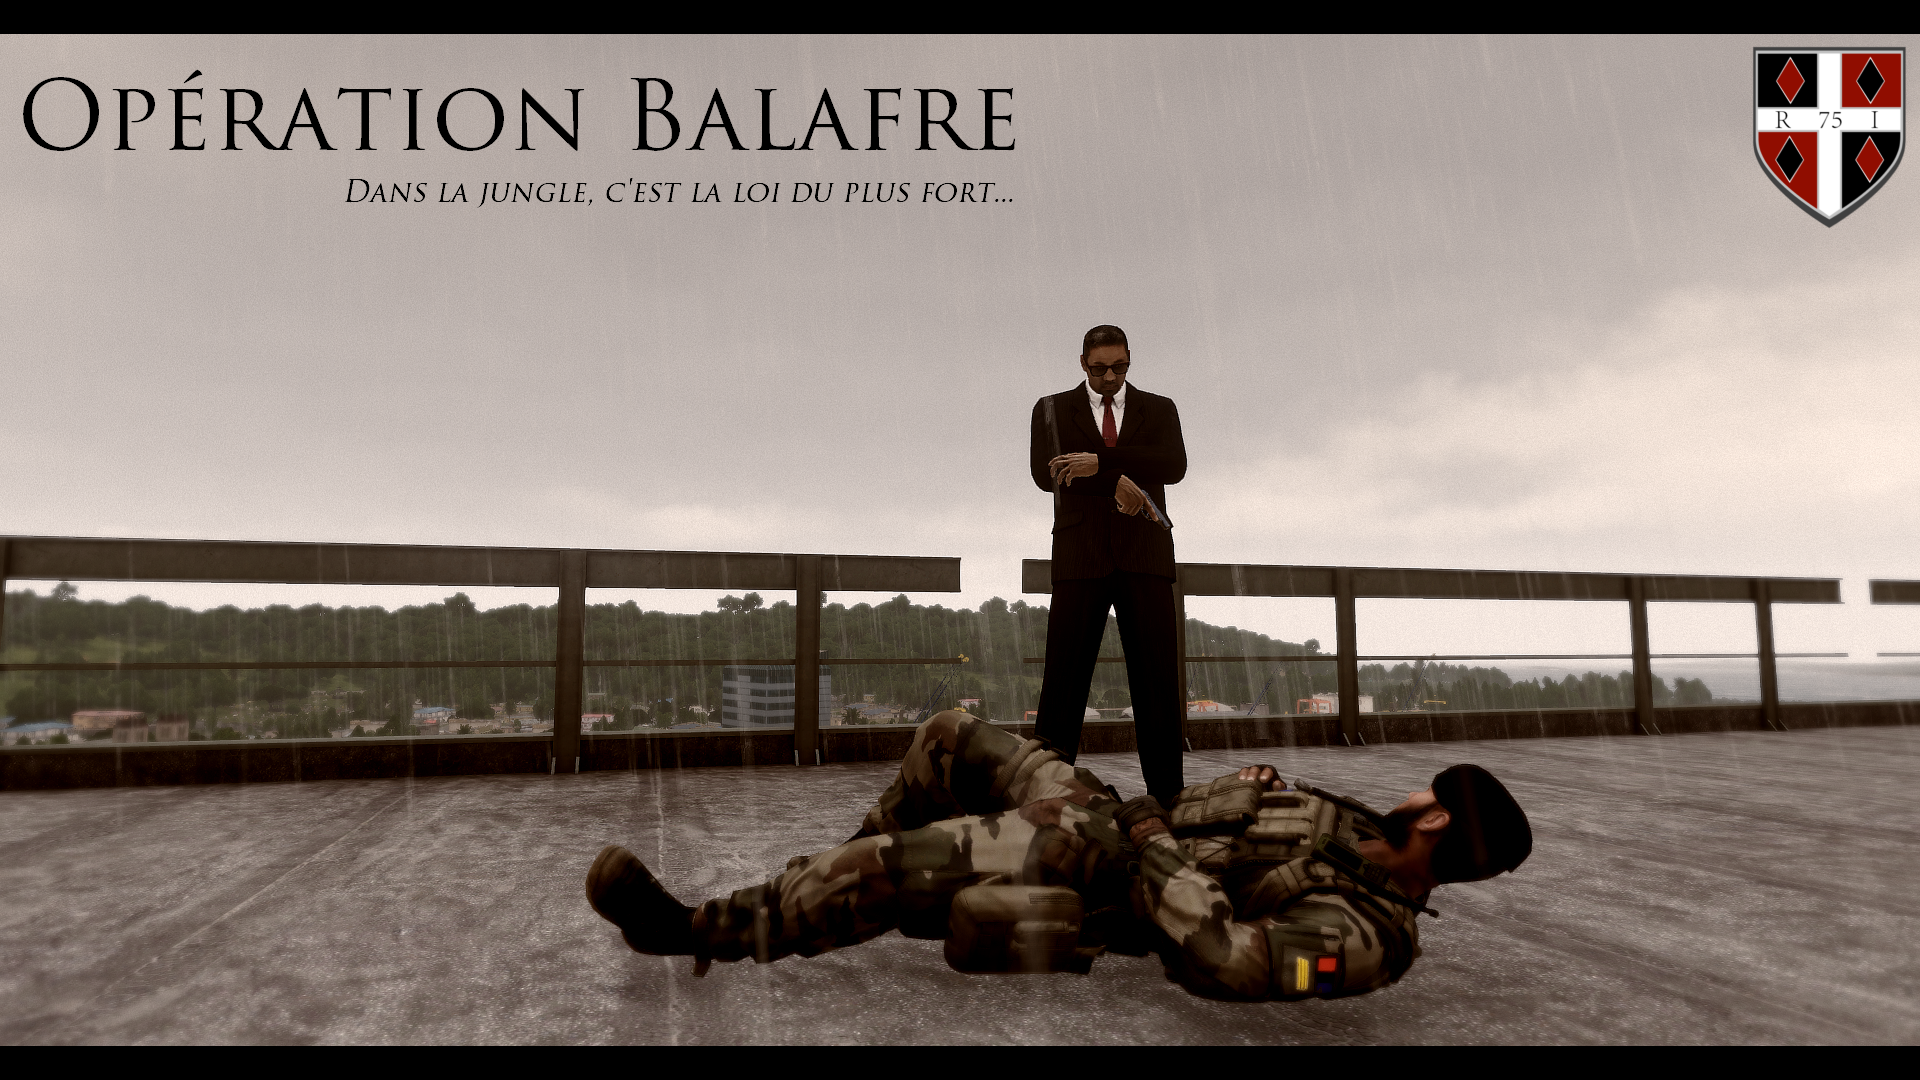 Opération Balafre
Dans la jungle, c'est la loi du plus fort...
R 75 I